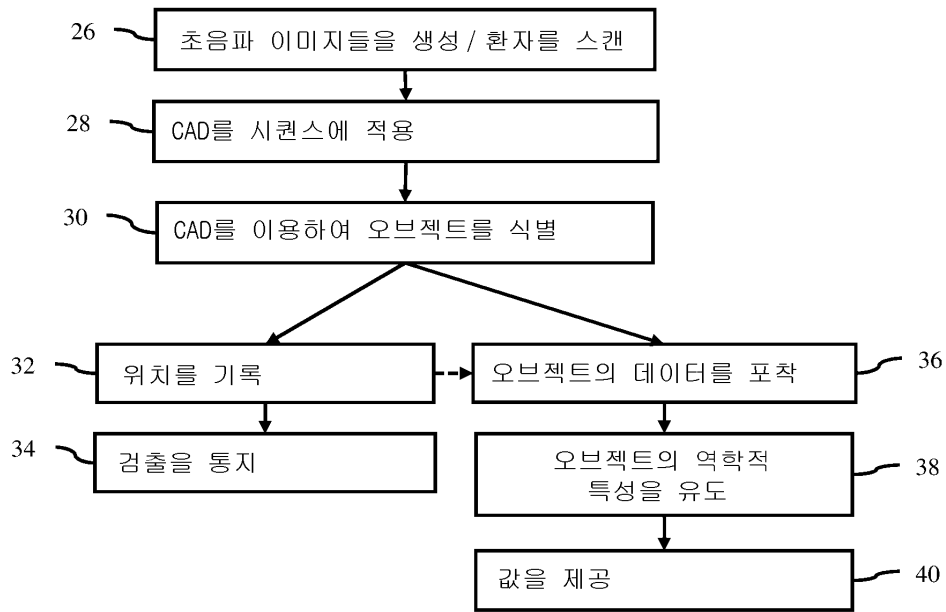 26
초음파 이미지들을 생성 / 환자를 스캔
28
CAD를 시퀀스에 적용
30
CAD를 이용하여 오브젝트를 식별
32
위치를 기록
오브젝트의 데이터를 포착
36
34
검출을 통지
오브젝트의 역학적
특성을 유도
38
값을 제공
40